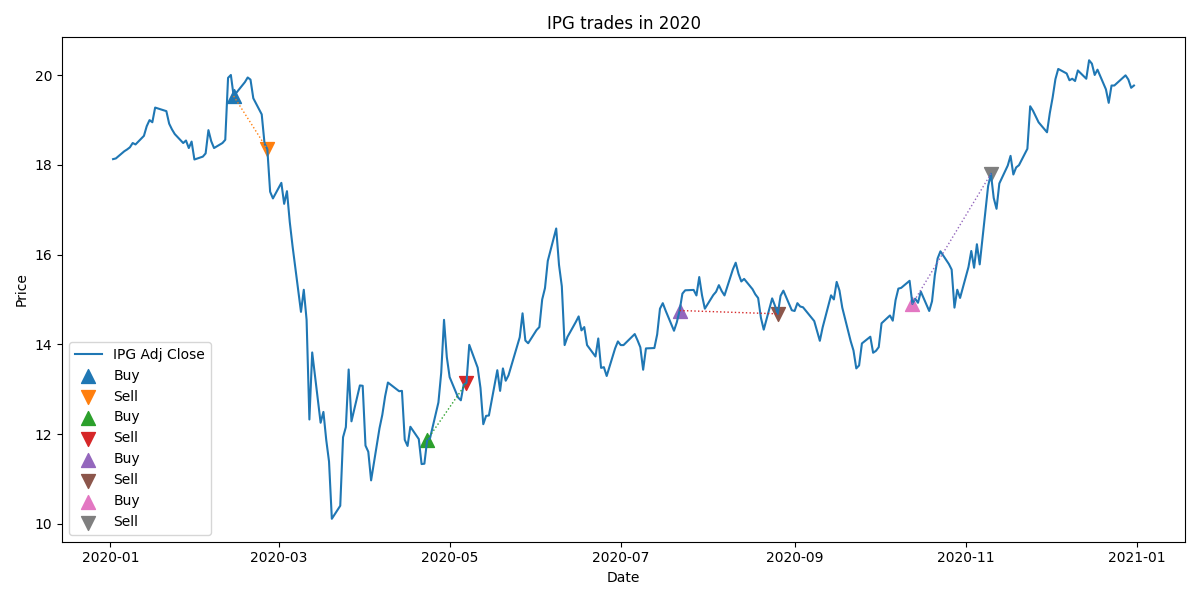 IPG trades in 2020
Price
20
18
16
14
12
10
IPG Adj Close
Buy
Sell
Buy
Sell
Buy
Sell
Buy
Sell
2020-01
2020-03
2020-05
2020-07
2020-09
2020-11
2021-01
Date